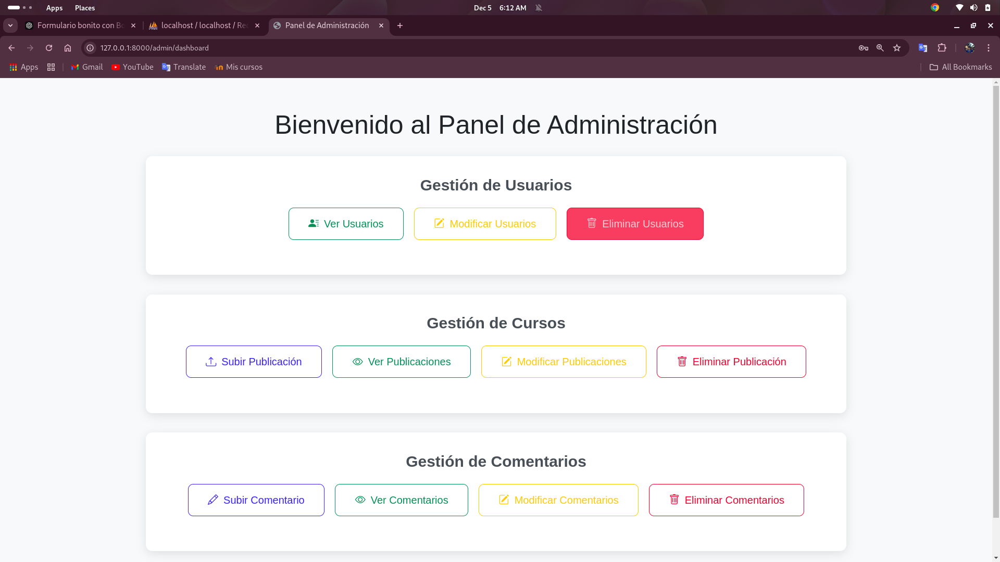 Apps Places Dec 5 6:12 AM
Formulario bonito con Bo localhost / localhost / Rec Panel de Administración
127.0.0.1:8000/admin/dashboard
Apps Gmail YouTube Translate Mis cursos All Bookmarks
Bienvenido al Panel de Administración
Gestión de Usuarios
Ver Usuarios Modificar Usuarios Eliminar Usuarios
Gestión de Cursos
Subir Publicación Ver Publicaciones Modificar Publicaciones Eliminar Publicación
Gestión de Comentarios
Subir Comentario Ver Comentarios Modificar Comentarios Eliminar Comentarios